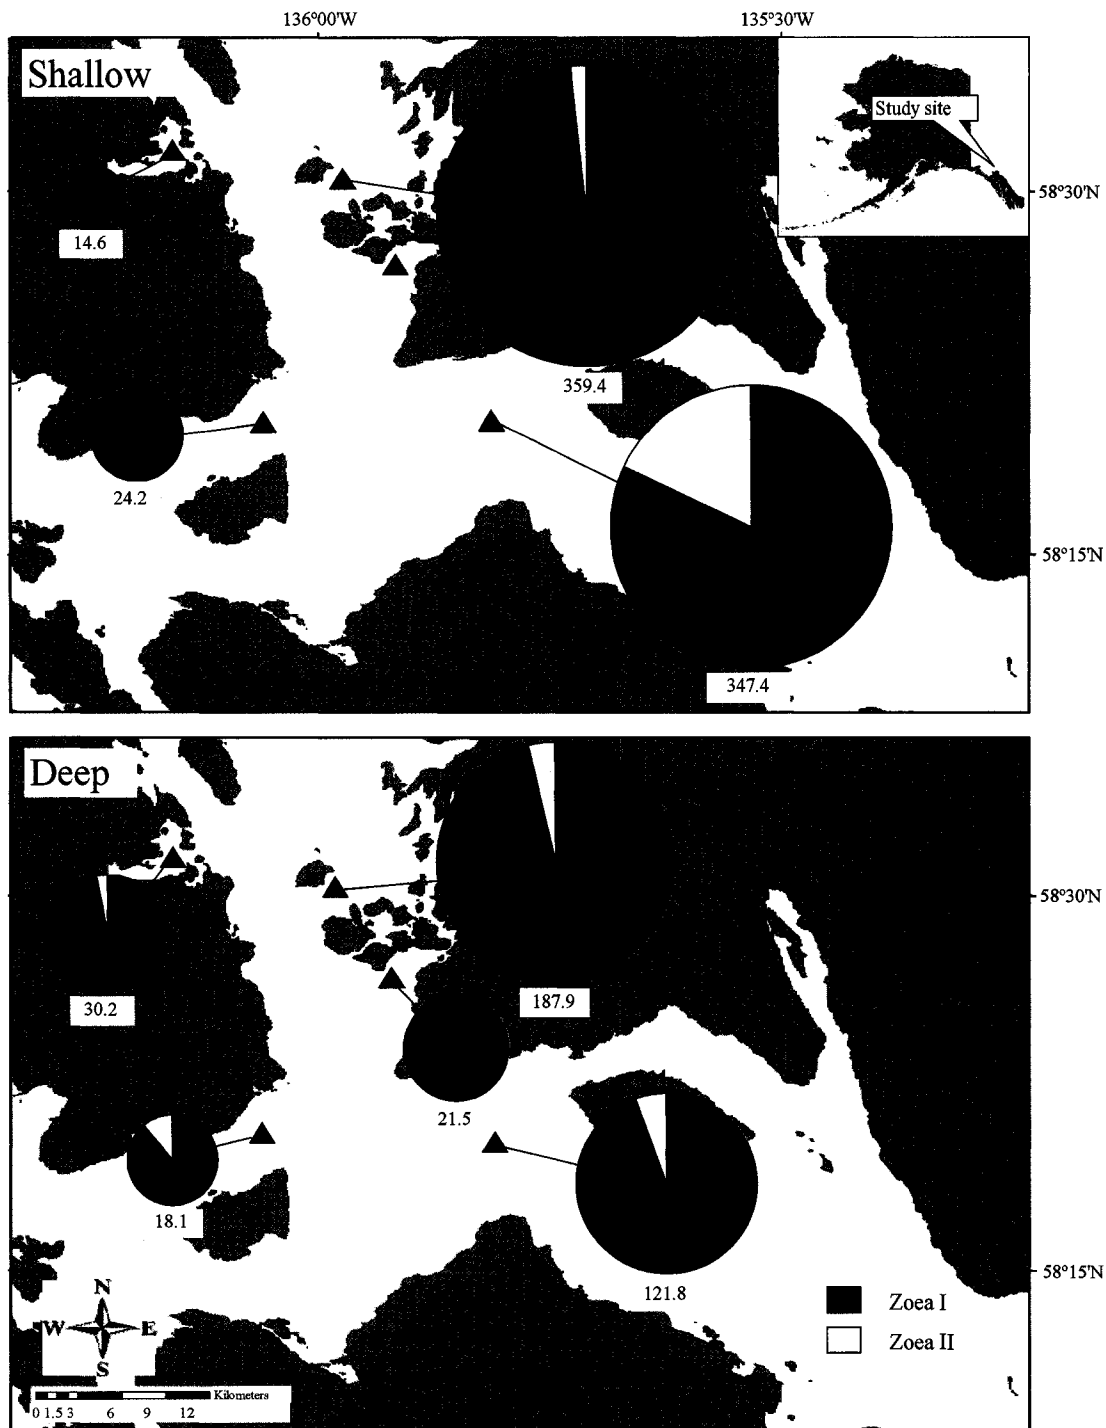 136°00'W 135°30'W
Shallow
Study site
58°30'N
14.6
359.4
24.2
58°15'N
347.4
Deep
58°30'N
30.2
187.9
21.5
18.1
121.8
58°15'N
N
W E
S
Zoea I
Zoea II
Kilometers
0 1.5 3 6 9 12